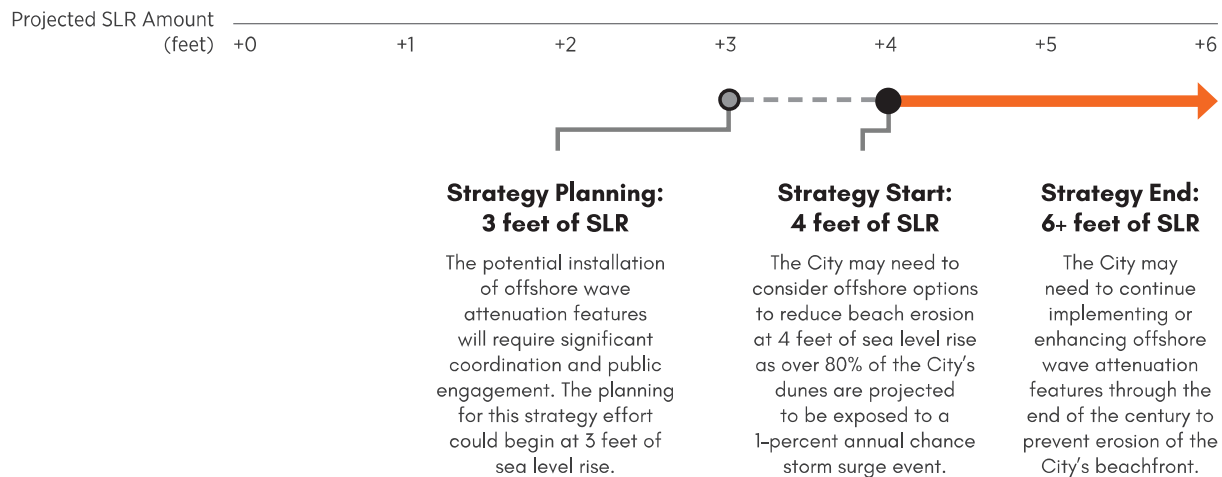 Projected SLR Amount
(feet) +0 +1 +2 +3 +4 +5 +6
Strategy Planning:
3 feet of SLR
The potential installation
of offshore wave
attenuation features
will require significant
coordination and public
engagement. The planning
for this strategy effort
could begin at 3 feet of
sea level rise.
Strategy Start:
4 feet of SLR
The City may need to
consider offshore options
to reduce beach erosion
at 4 feet of sea level rise
as over 80% of the City's
dunes are projected
to be exposed to a
1-percent annual chance
storm surge event.
Strategy End:
6+ feet of SLR
The City may
need to continue
implementing or
enhancing offshore
wave attenuation
features through the
end of the century to
prevent erosion of the
City's beachfront.